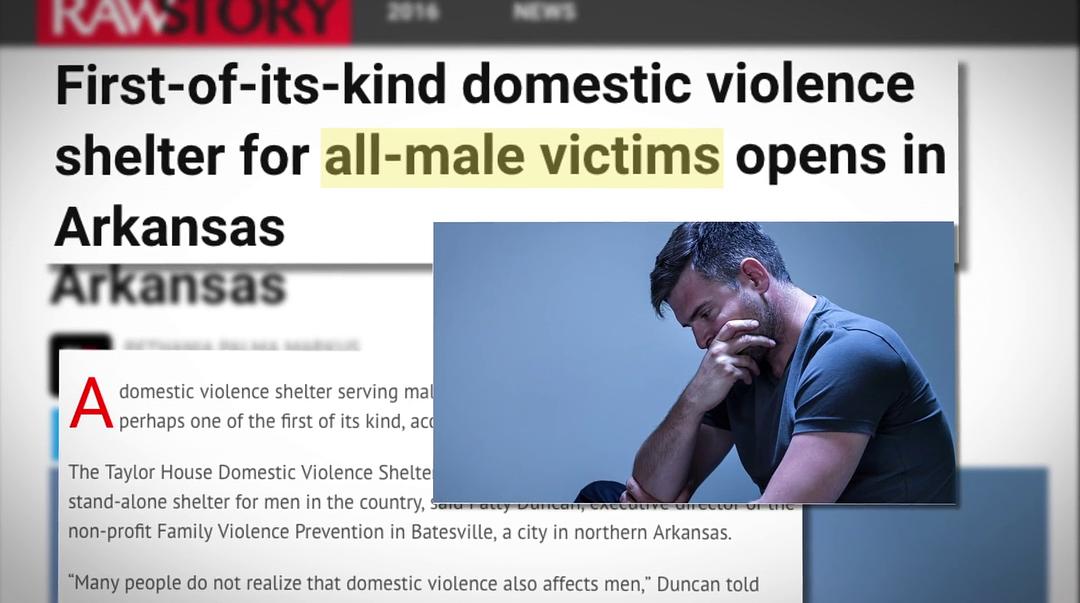 RAWSTORY
2016 NEWS
First-of-its-kind domestic violence
shelter for all-male victims opens in
Arkansas
Arkansas
BETHANIA PALMA MARKUS
A domestic violence shelter serving mal
perhaps one of the first of its kind, acc
The Taylor House Domestic Violence Shelter
stand-alone shelter for men in the country, said Patty Duncan, executive director of the
non-profit Family Violence Prevention in Batesville, a city in northern Arkansas.
“Many people do not realize that domestic violence also affects men,” Duncan told